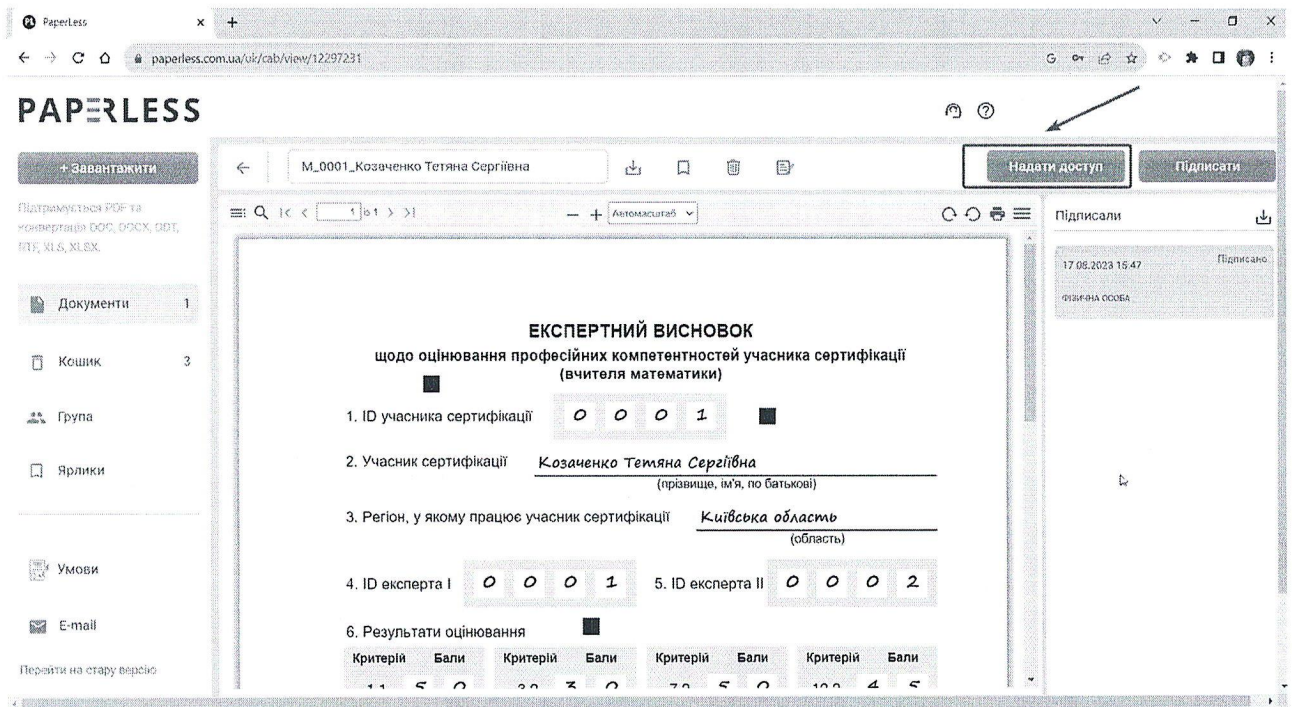 PaperLess
paperless.com.ua/uk/cab/view/12297231
PAPERLESS
+ Завантажити
M_0001_Козаченко Тетяна Сергіївна
Надати доступ
Підписати
Підтримується PDF та
конвертація DOC, DOCX, ODT,
RTF, XLS, XLSX.
1 із 1
Автомасштаб
Підписали
17.08.2023 15:47
Підписано
ФІЗИЧНА ОСОБА
Документи 1
Кошик 3
Група
Ярлики
Умови
E-mail
Перейти на стару версію
ЕКСПЕРТНИЙ ВИСНОВОК
щодо оцінювання професійних компетентностей учасника сертифікації
(вчителя математики)
1. ID учасника сертифікації 0 0 0 1
2. Учасник сертифікації Козаченко Тетяна Сергіївна
(прізвище, ім'я, по батькові)
3. Регіон, у якому працює учасник сертифікації Київська область
(область)
4. ID експерта I 0 0 0 1 5. ID експерта II 0 0 0 2
6. Результати оцінювання
Критерій Бали Критерій Бали Критерій Бали Критерій Бали